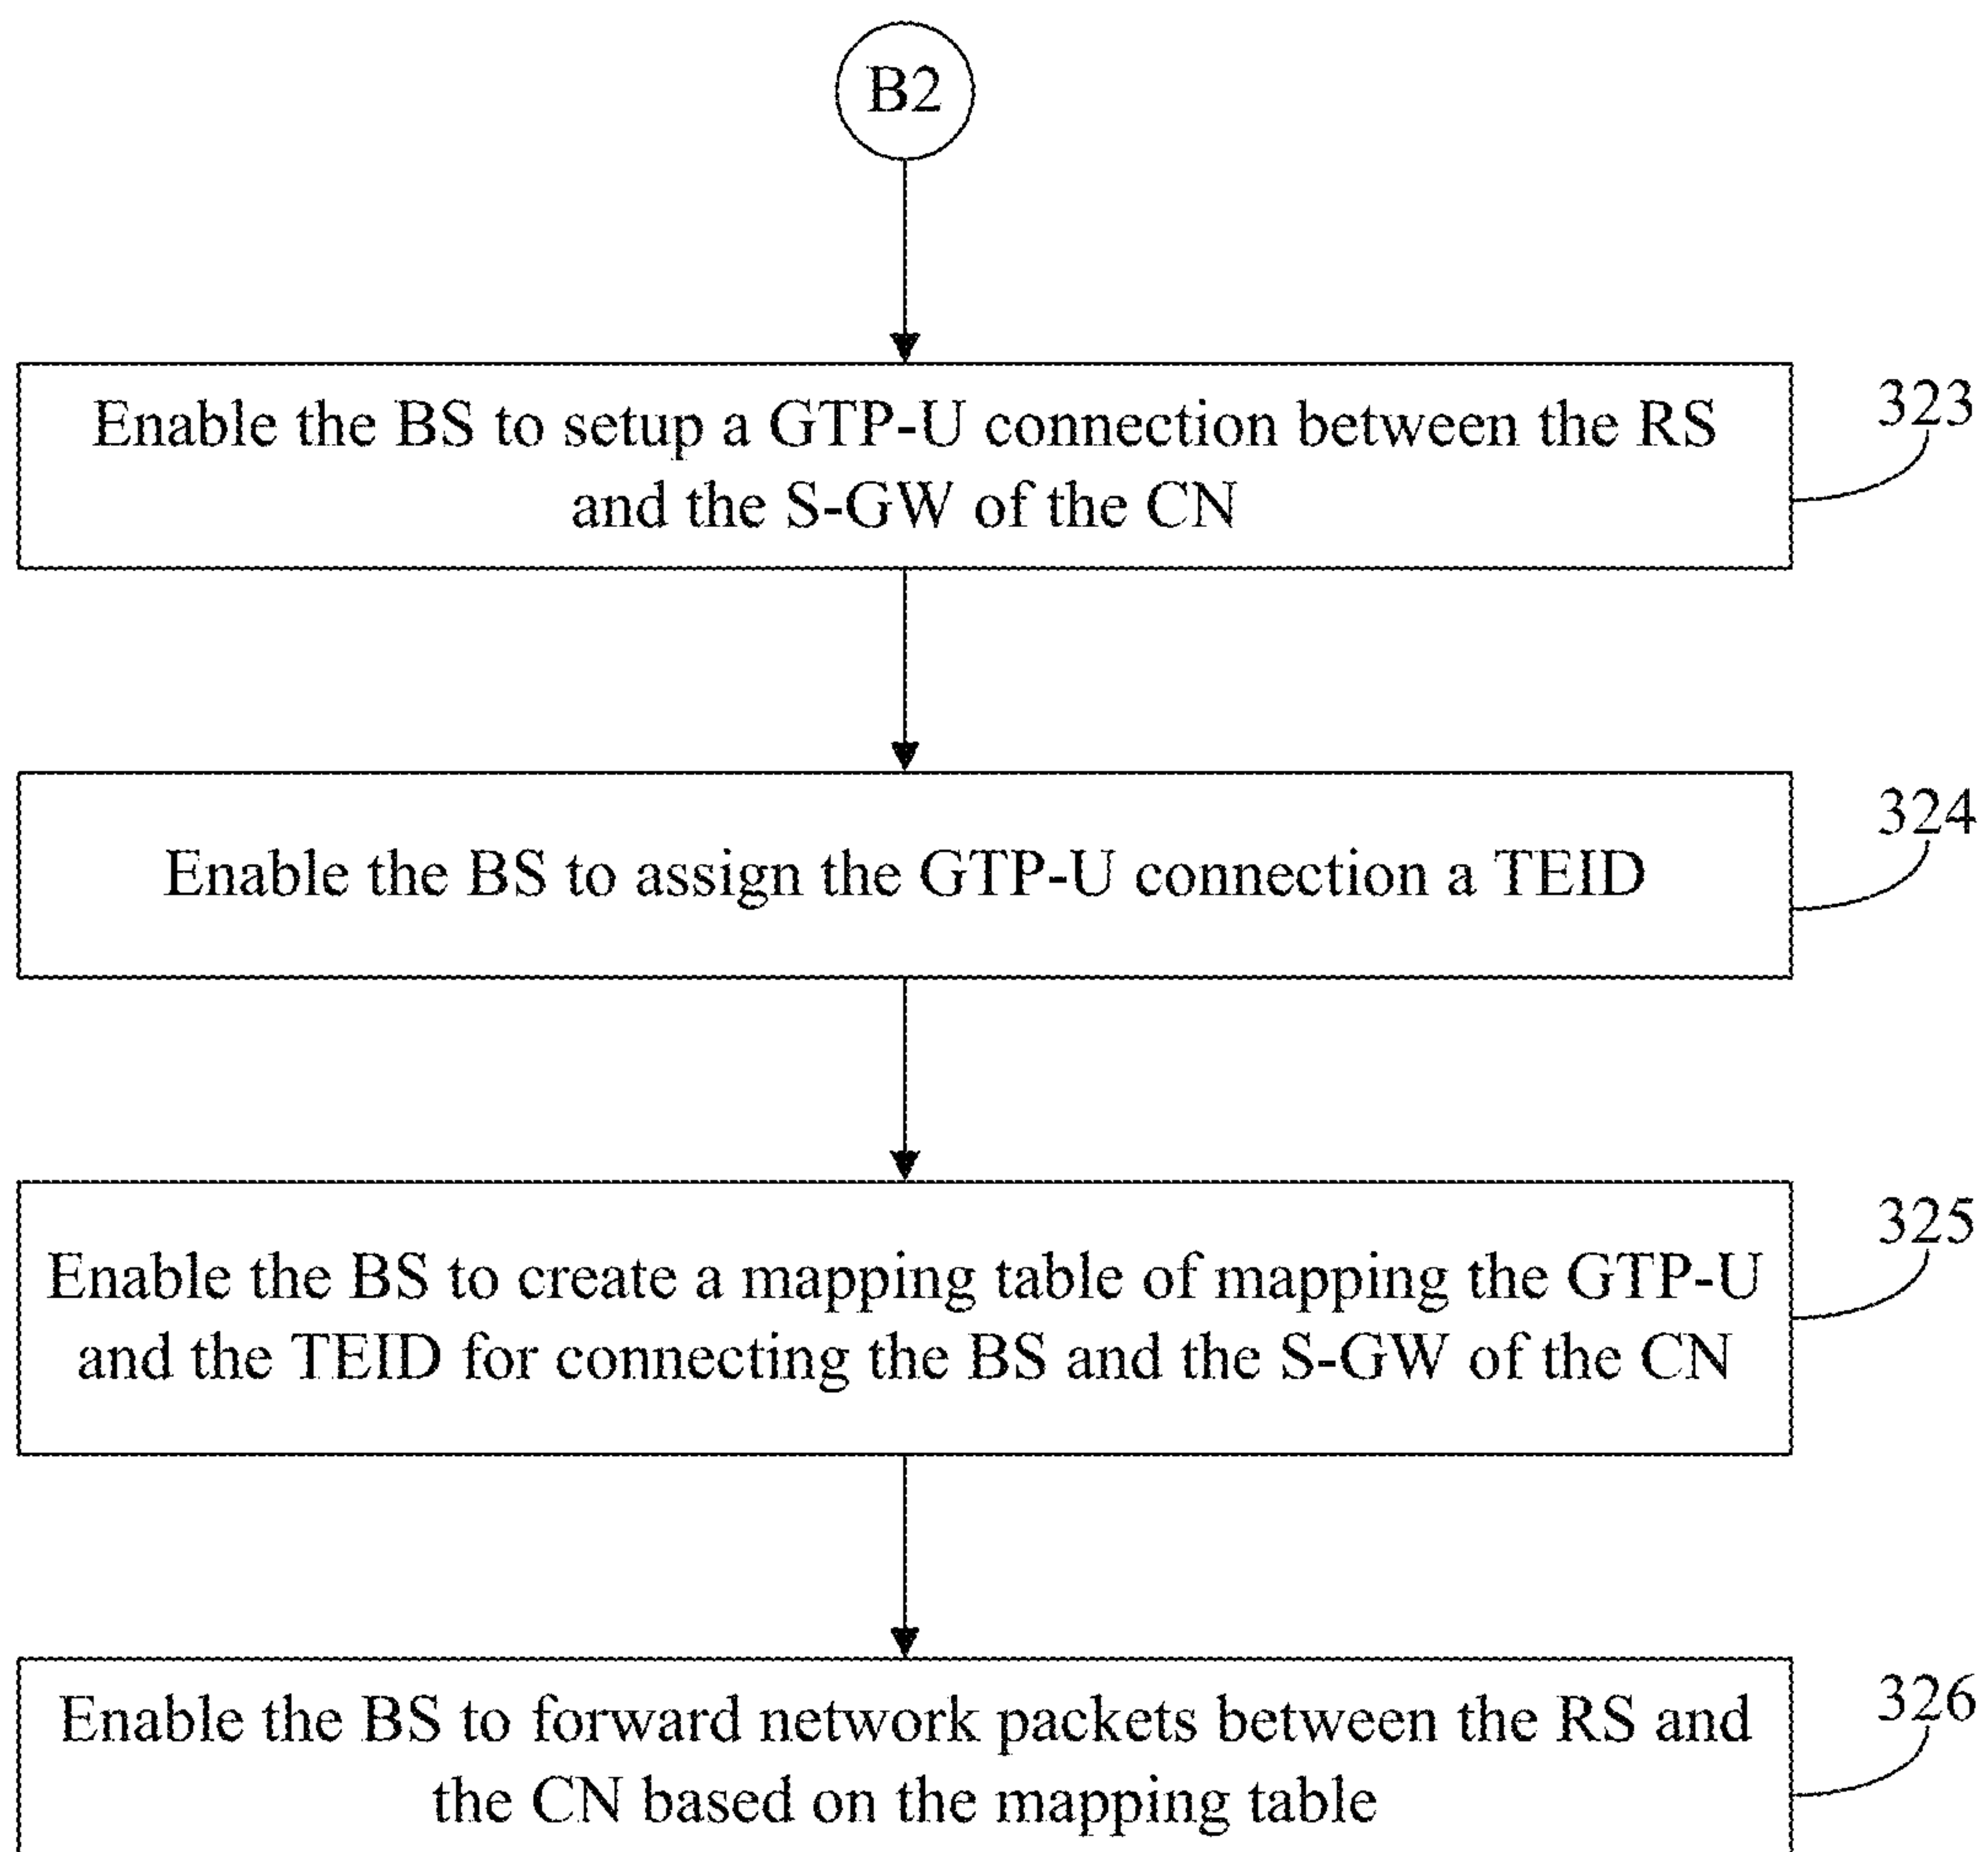 B2
Enable the BS to setup a GTP-U connection between the RS
and the S-GW of the CN
323
Enable the BS to assign the GTP-U connection a TEID
324
Enable the BS to create a mapping table of mapping the GTP-U
and the TEID for connecting the BS and the S-GW of the CN
325
Enable the BS to forward network packets between the RS and
the CN based on the mapping table
326